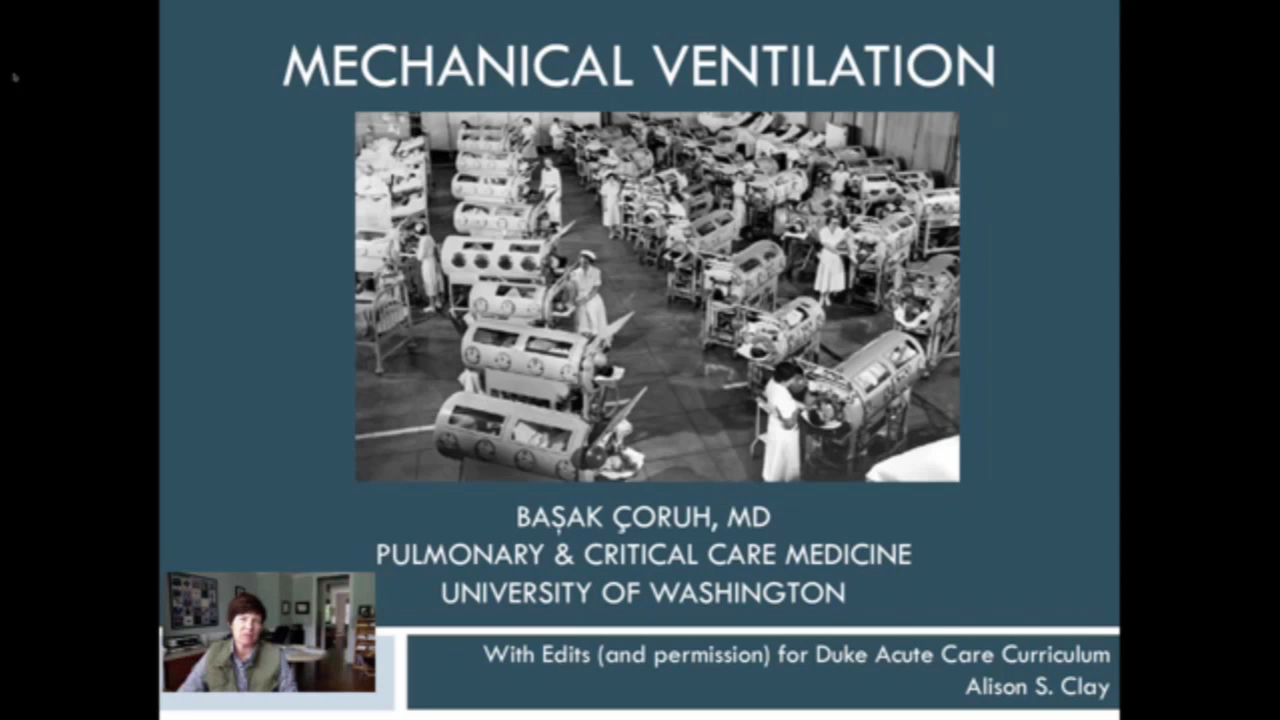 MECHANICAL VENTILATION
BAŞAK ÇORUH, MD
PULMONARY & CRITICAL CARE MEDICINE
UNIVERSITY OF WASHINGTON
With Edits (and permission) for Duke Acute Care Curriculum
Alison S. Clay